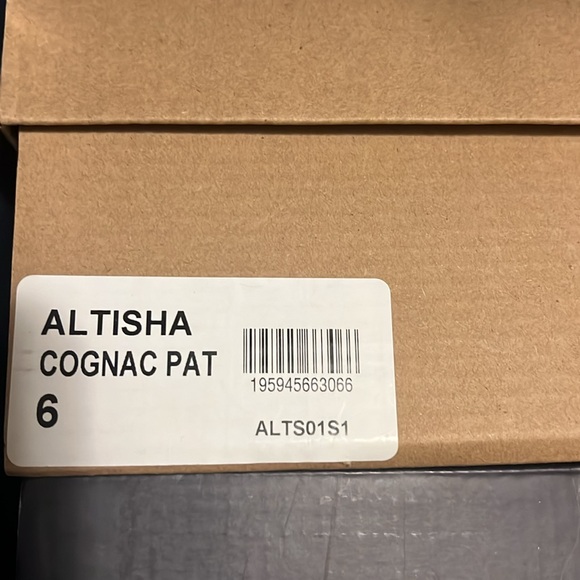 ALTISHA
COGNAC PAT
6
195945663066
ALTS01S1